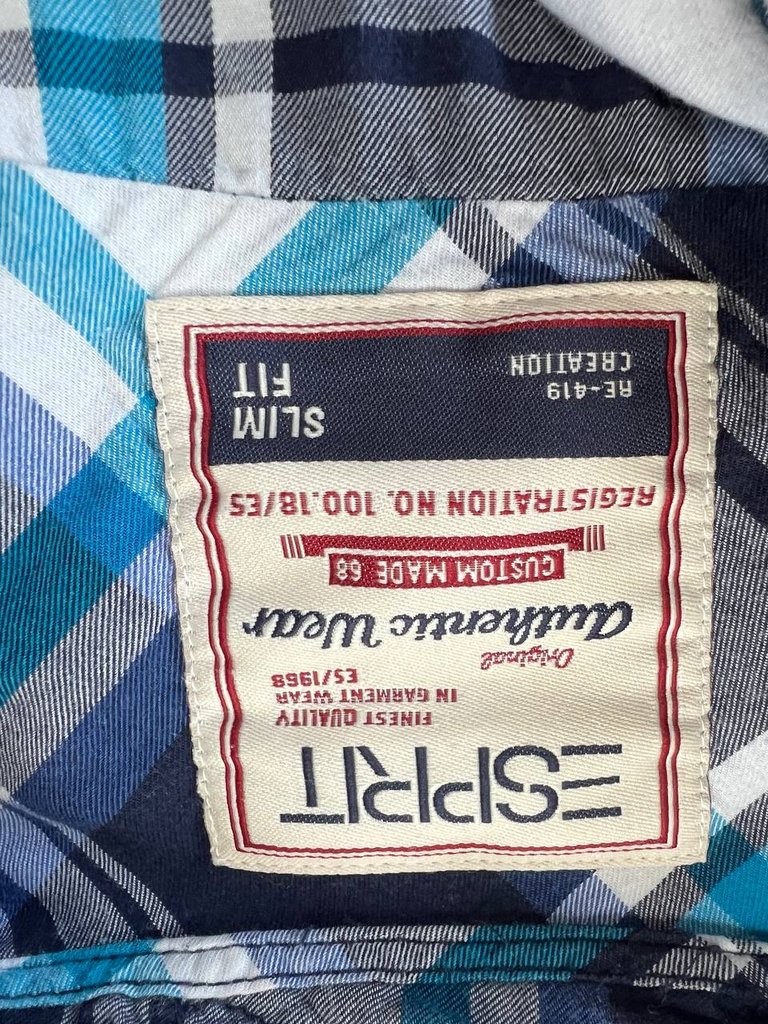 ESPRIT
FINEST QUALITY
IN GARMENT WEAR
ES/1968
Original
Authentic Wear
CUSTOM MADE 68
REGISTRATION NO. 100.18/ES
RE-419
CREATION
SLIM
FIT